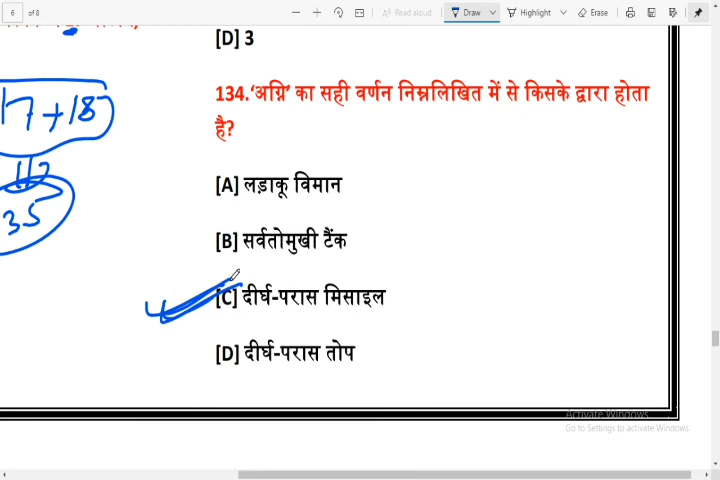 6 of 8
Read aloud
Draw
Highlight
Erase
[D] 3
17+18
35
134.‘अग्नि’ का सही वर्णन निम्नलिखित में से किसके द्वारा होता
है?
[A] लड़ाकू विमान
[B] सर्वतोमुखी टैंक
[C] दीर्घ-परास मिसाइल
[D] दीर्घ-परास तोप
Activate Windows
Go to Settings to activate Windows.